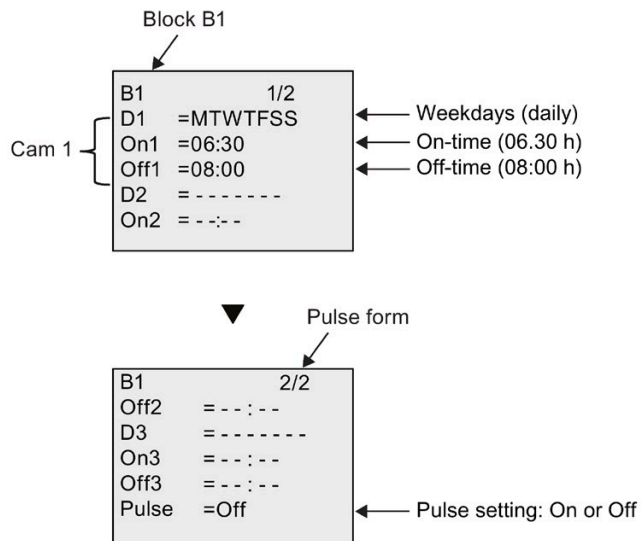 Block B1
B1 1/2
D1 =MTWTFSS Weekdays (daily)
Cam 1
On1 =06:30 On-time (06.30 h)
Off1 =08:00 Off-time (08:00 h)
D2 =-------
On2 =--:--
Pulse form
B1 2/2
Off2 =--:--
D3 =-------
On3 =--:--
Off3 =--:--
Pulse =Off Pulse setting: On or Off